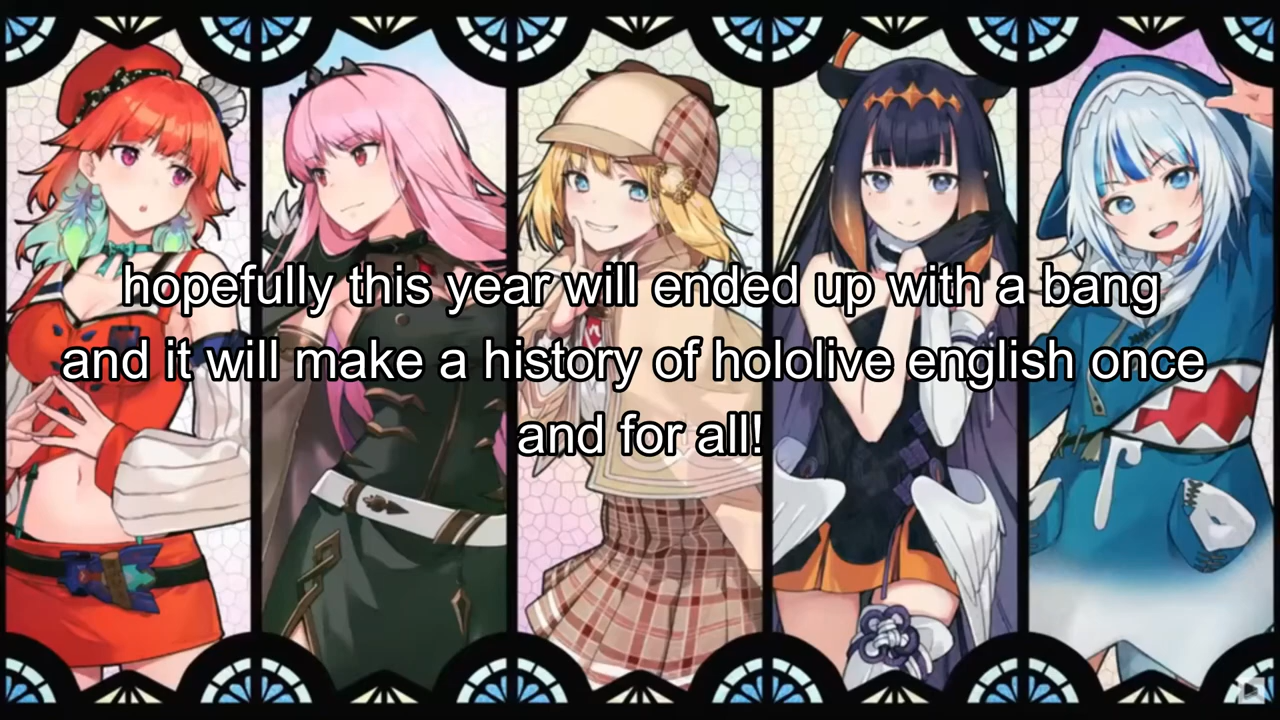 hopefully this year will ended up with a bang
and it will make a history of hololive english once
and for all!